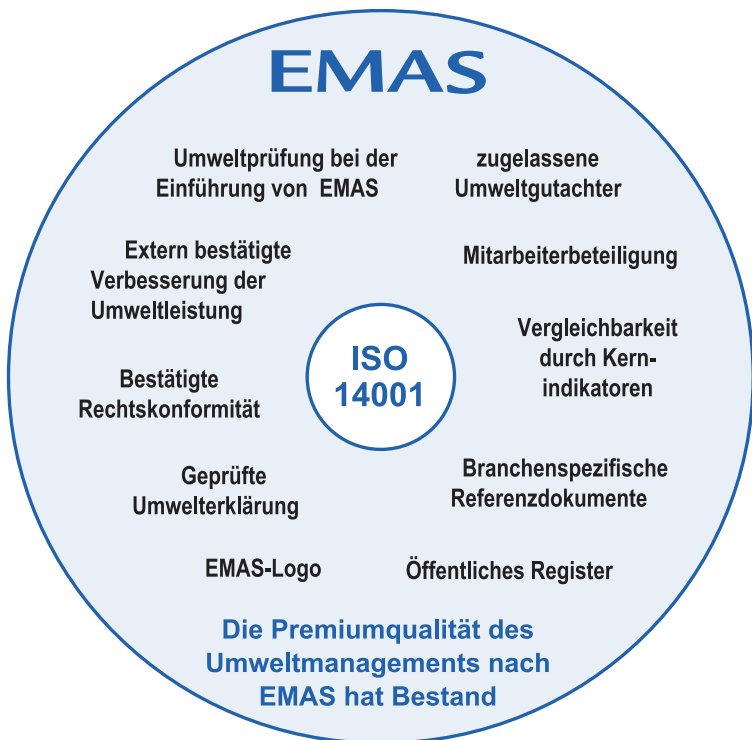 EMAS
Umweltprüfung bei der
Einführung von EMAS
zugelassene
Umweltgutachter
Extern bestätigte
Verbesserung der
Umweltleistung
Mitarbeiterbeteiligung
ISO
14001
Vergleichbarkeit
durch Kern-
indikatoren
Bestätigte
Rechtskonformität
Geprüfte
Umwelterklärung
Branchenspezifische
Referenzdokumente
EMAS-Logo
Öffentliches Register
Die Premiumqualität des
Umweltmanagements nach
EMAS hat Bestand